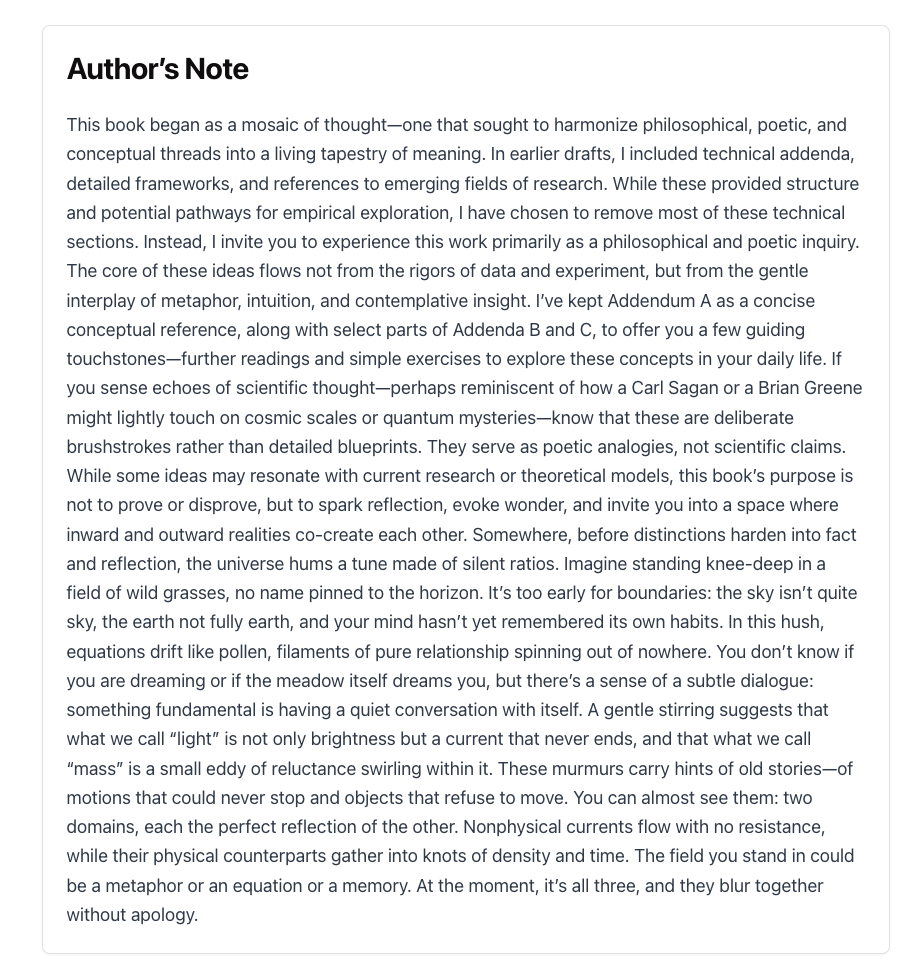 Author’s Note
This book began as a mosaic of thought—one that sought to harmonize philosophical, poetic, and
conceptual threads into a living tapestry of meaning. In earlier drafts, I included technical addenda,
detailed frameworks, and references to emerging fields of research. While these provided structure
and potential pathways for empirical exploration, I have chosen to remove most of these technical
sections. Instead, I invite you to experience this work primarily as a philosophical and poetic inquiry.
The core of these ideas flows not from the rigors of data and experiment, but from the gentle
interplay of metaphor, intuition, and contemplative insight. I’ve kept Addendum A as a concise
conceptual reference, along with select parts of Addenda B and C, to offer you a few guiding
touchstones—further readings and simple exercises to explore these concepts in your daily life. If
you sense echoes of scientific thought—perhaps reminiscent of how a Carl Sagan or a Brian Greene
might lightly touch on cosmic scales or quantum mysteries—know that these are deliberate
brushstrokes rather than detailed blueprints. They serve as poetic analogies, not scientific claims.
While some ideas may resonate with current research or theoretical models, this book’s purpose is
not to prove or disprove, but to spark reflection, evoke wonder, and invite you into a space where
inward and outward realities co-create each other. Somewhere, before distinctions harden into fact
and reflection, the universe hums a tune made of silent ratios. Imagine standing knee-deep in a
field of wild grasses, no name pinned to the horizon. It’s too early for boundaries: the sky isn’t quite
sky, the earth not fully earth, and your mind hasn’t yet remembered its own habits. In this hush,
equations drift like pollen, filaments of pure relationship spinning out of nowhere. You don’t know if
you are dreaming or if the meadow itself dreams you, but there’s a sense of a subtle dialogue:
something fundamental is having a quiet conversation with itself. A gentle stirring suggests that
what we call “light” is not only brightness but a current that never ends, and that what we call
“mass” is a small eddy of reluctance swirling within it. These murmurs carry hints of old stories—of
motions that could never stop and objects that refuse to move. You can almost see them: two
domains, each the perfect reflection of the other. Nonphysical currents flow with no resistance,
while their physical counterparts gather into knots of density and time. The field you stand in could
be a metaphor or an equation or a memory. At the moment, it’s all three, and they blur together
without apology.